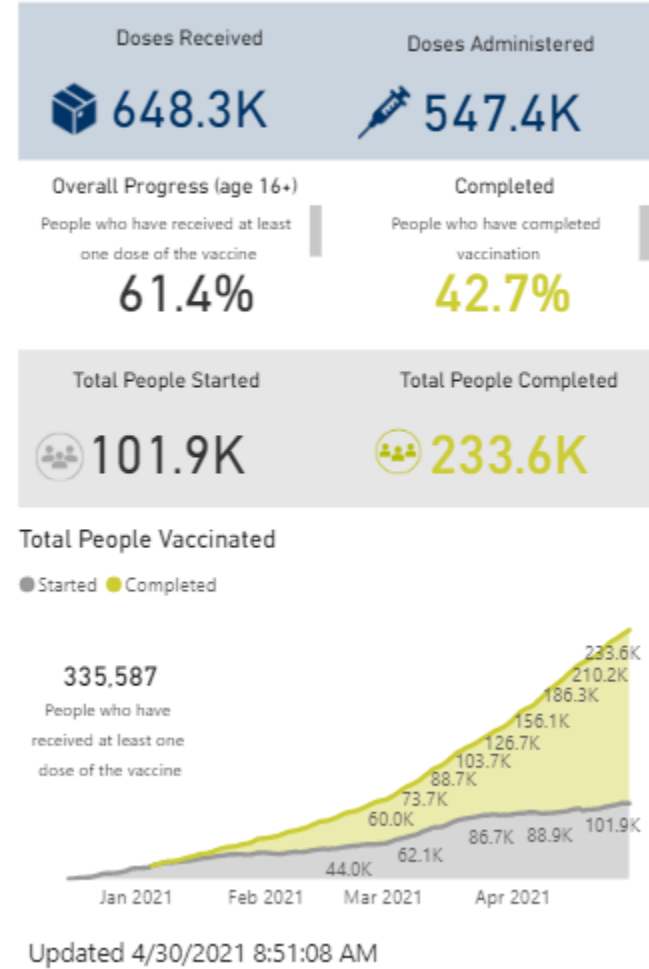 Doses Received
Doses Administered
648.3K
547.4K
Overall Progress (age 16+)
Completed
People who have received at least
one dose of the vaccine
People who have completed
vaccination
61.4%
42.7%
Total People Started
Total People Completed
101.9K
233.6K
Total People Vaccinated
Started
Completed
335,587
People who have
received at least one
dose of the vaccine
233.6K
210.2K
186.3K
156.1K
126.7K
103.7K
88.7K
73.7K
60.0K
44.0K
62.1K
86.7K
88.9K
101.9K
Jan 2021
Feb 2021
Mar 2021
Apr 2021
Updated 4/30/2021 8:51:08 AM